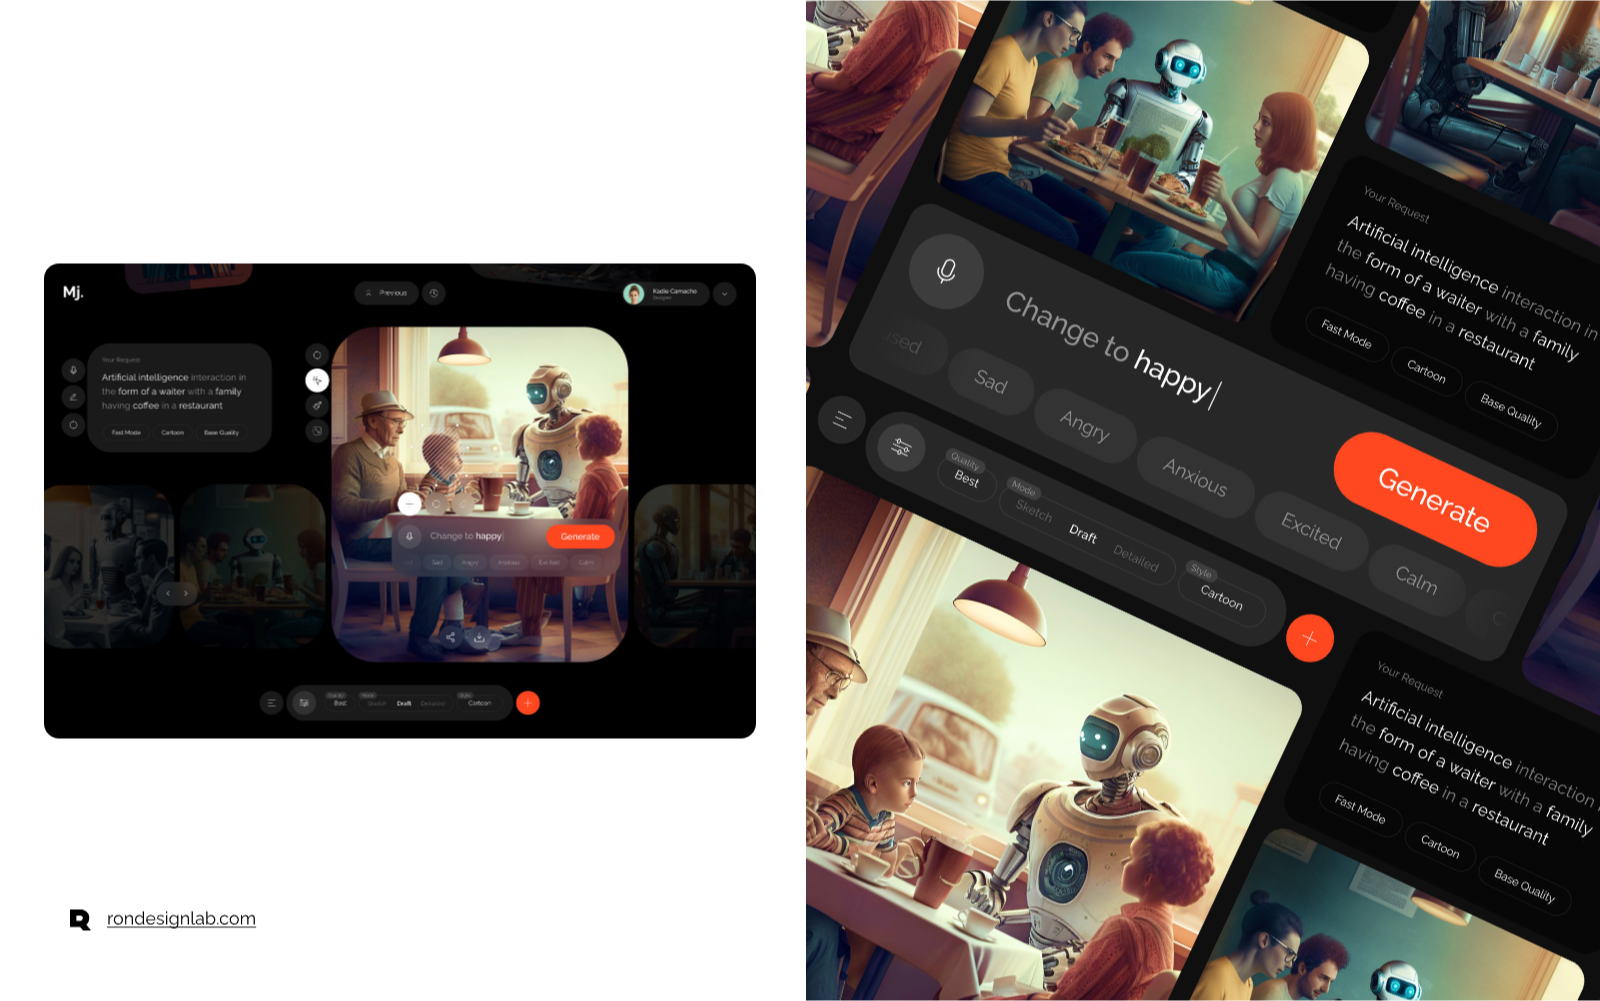 Mj.
Previous
Kadie Camacho
Designer
Your Request
Artificial intelligence interaction in
the form of a waiter with a family
having coffee in a restaurant
Fast Mode
Cartoon
Base Quality
Change to happy
Generate
Sad
Angry
Anxious
Excited
Calm
Quality
Best
Mode
Sketch
Draft
Detailed
Style
Cartoon
rondesignlab.com
Your Request
Artificial intelligence interaction in
the form of a waiter with a family
having coffee in a restaurant
Fast Mode
Cartoon
Base Quality
Change to happy
Sad
Angry
Anxious
Excited
Calm
Generate
Quality
Best
Mode
Sketch
Draft
Detailed
Style
Cartoon
Your Request
Artificial intelligence interaction in
the form of a waiter with a family
having coffee in a restaurant
Fast Mode
Cartoon
Base Quality